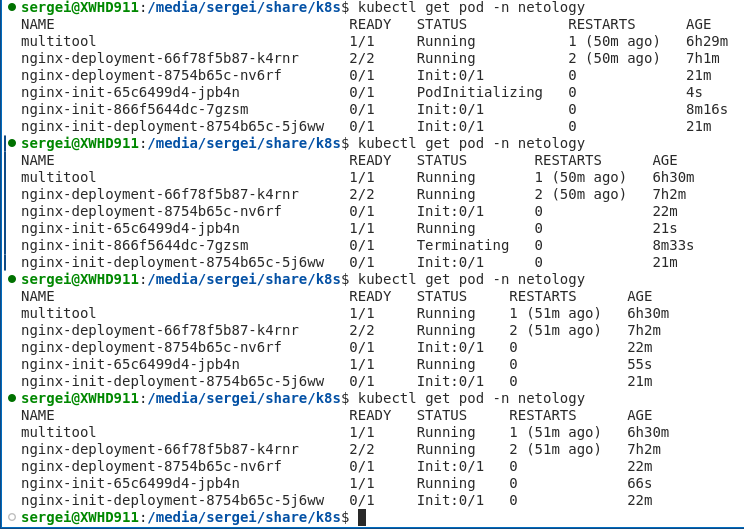 sergei@XWHD911:/media/sergei/share/k8s$ kubectl get pod -n netology
NAME READY STATUS RESTARTS AGE
multitool 1/1 Running 1 (50m ago) 6h29m
nginx-deployment-66f78f5b87-k4rnr 2/2 Running 2 (50m ago) 7h1m
nginx-deployment-8754b65c-nv6rf 0/1 Init:0/1 0 21m
nginx-init-65c6499d4-jpb4n 0/1 PodInitializing 0 4s
nginx-init-866f5644dc-7gzsm 0/1 Init:0/1 0 8m16s
nginx-init-deployment-8754b65c-5j6ww 0/1 Init:0/1 0 21m
sergei@XWHD911:/media/sergei/share/k8s$ kubectl get pod -n netology
NAME READY STATUS RESTARTS AGE
multitool 1/1 Running 1 (50m ago) 6h30m
nginx-deployment-66f78f5b87-k4rnr 2/2 Running 2 (50m ago) 7h2m
nginx-deployment-8754b65c-nv6rf 0/1 Init:0/1 0 22m
nginx-init-65c6499d4-jpb4n 1/1 Running 0 21s
nginx-init-866f5644dc-7gzsm 0/1 Terminating 0 8m33s
nginx-init-deployment-8754b65c-5j6ww 0/1 Init:0/1 0 21m
sergei@XWHD911:/media/sergei/share/k8s$ kubectl get pod -n netology
NAME READY STATUS RESTARTS AGE
multitool 1/1 Running 1 (51m ago) 6h30m
nginx-deployment-66f78f5b87-k4rnr 2/2 Running 2 (51m ago) 7h2m
nginx-deployment-8754b65c-nv6rf 0/1 Init:0/1 0 22m
nginx-init-65c6499d4-jpb4n 1/1 Running 0 55s
nginx-init-deployment-8754b65c-5j6ww 0/1 Init:0/1 0 21m
sergei@XWHD911:/media/sergei/share/k8s$ kubectl get pod -n netology
NAME READY STATUS RESTARTS AGE
multitool 1/1 Running 1 (51m ago) 6h30m
nginx-deployment-66f78f5b87-k4rnr 2/2 Running 2 (51m ago) 7h2m
nginx-deployment-8754b65c-nv6rf 0/1 Init:0/1 0 22m
nginx-init-65c6499d4-jpb4n 1/1 Running 0 66s
nginx-init-deployment-8754b65c-5j6ww 0/1 Init:0/1 0 22m
sergei@XWHD911:/media/sergei/share/k8s$